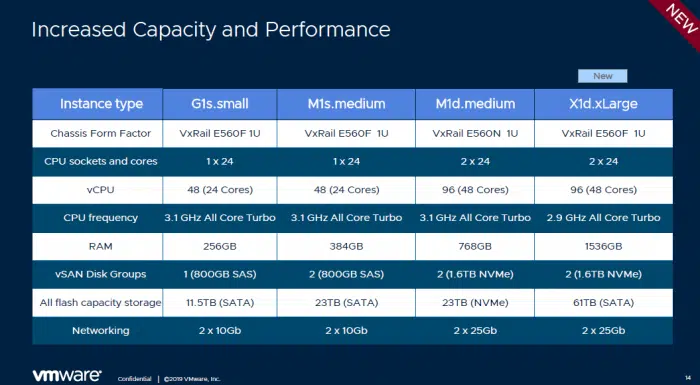 NEW
Increased Capacity and Performance
New
Instance type G1s.small M1s.medium M1d.medium X1d.xLarge
Chassis Form Factor VxRail E560F 1U VxRail E560F 1U VxRail E560N 1U VxRail E560F 1U
CPU sockets and cores 1 x 24 1 x 24 2 x 24 2 x 24
vCPU 48 (24 Cores) 48 (24 Cores) 96 (48 Cores) 96 (48 Cores)
CPU frequency 3.1 GHz All Core Turbo 3.1 GHz All Core Turbo 3.1 GHz All Core Turbo 2.9 GHz All Core Turbo
RAM 256GB 384GB 768GB 1536GB
vSAN Disk Groups 1 (800GB SAS) 2 (800GB SAS) 2 (1.6TB NVMe) 2 (1.6TB NVMe)
All flash capacity storage 11.5TB (SATA) 23TB (SATA) 23TB (NVMe) 61TB (SATA)
Networking 2 x 10Gb 2 x 10Gb 2 x 25Gb 2 x 25Gb
vmware® Confidential | ©2019 VMware, Inc. 14